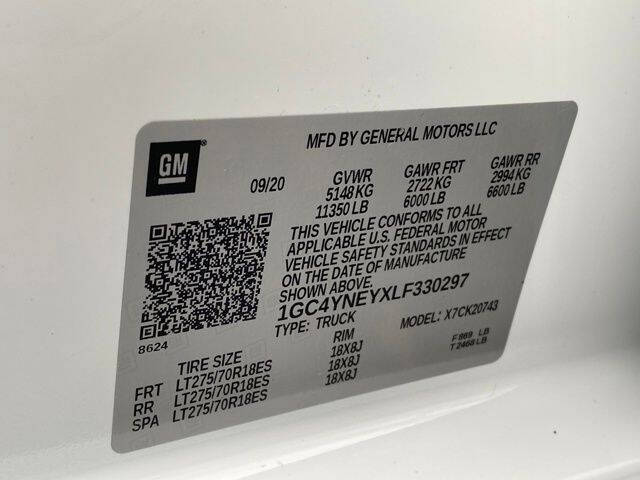 MFD BY GENERAL MOTORS LLC
GM
09/20
GVWR GAWR FRT GAWR RR
5148 KG 2722 KG 2994 KG
11350 LB 6000 LB 6600 LB
THIS VEHICLE CONFORMS TO ALL
APPLICABLE U.S. FEDERAL MOTOR
VEHICLE SAFETY STANDARDS IN EFFECT
ON THE DATE OF MANUFACTURE
SHOWN ABOVE.
1GC4YNEYXLF330297
TYPE: TRUCK MODEL: X7CK20743
8624
TIRE SIZE RIM F 869 LB
FRT LT275/70R18ES 18X8J T 2468 LB
RR LT275/70R18ES 18X8J
SPA LT275/70R18ES 18X8J